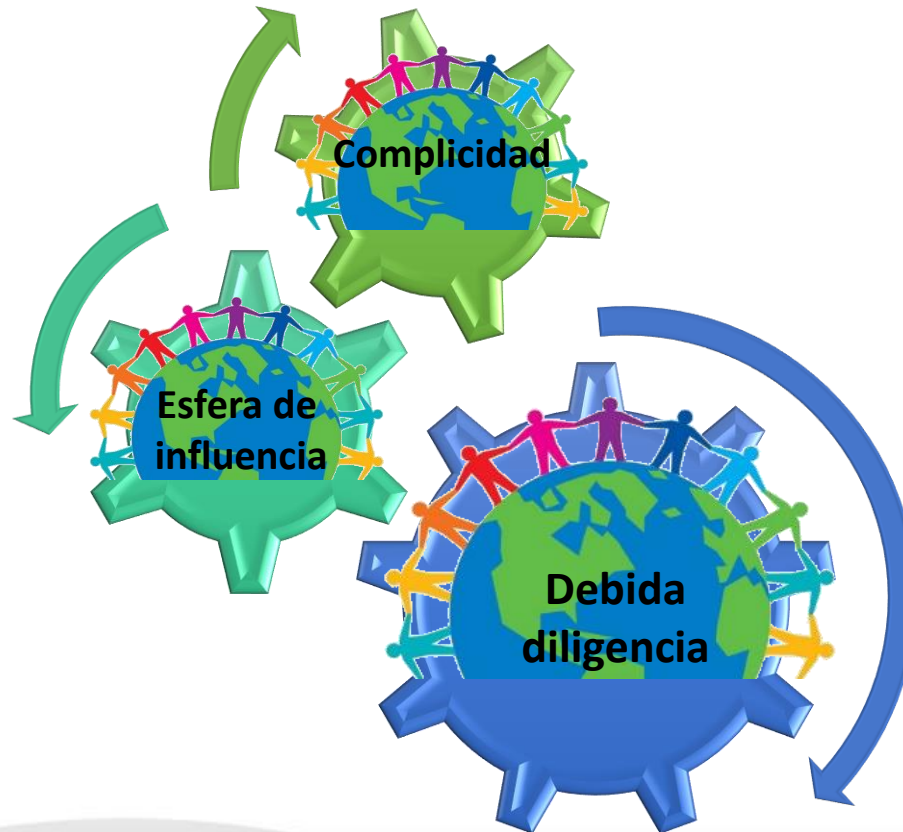 Complicidad
Esfera de
influencia
Debida
diligencia